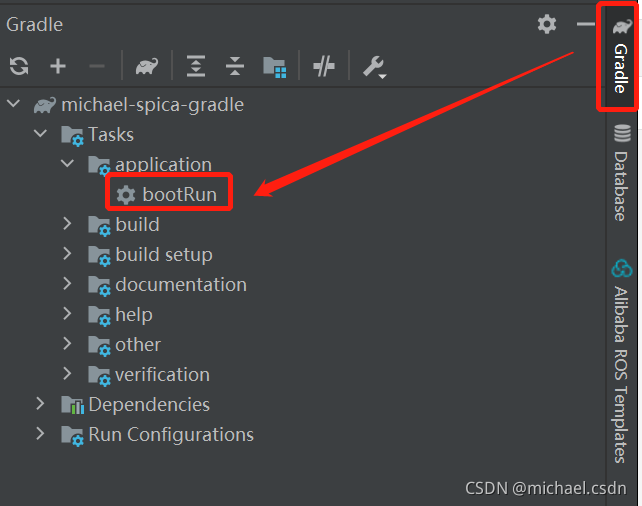 Gradle
michael-spica-gradle
Tasks
application
bootRun
build
build setup
documentation
help
other
verification
Dependencies
Run Configurations
Gradle
Database
Alibaba ROS Templates
CSDN @michael.csdn